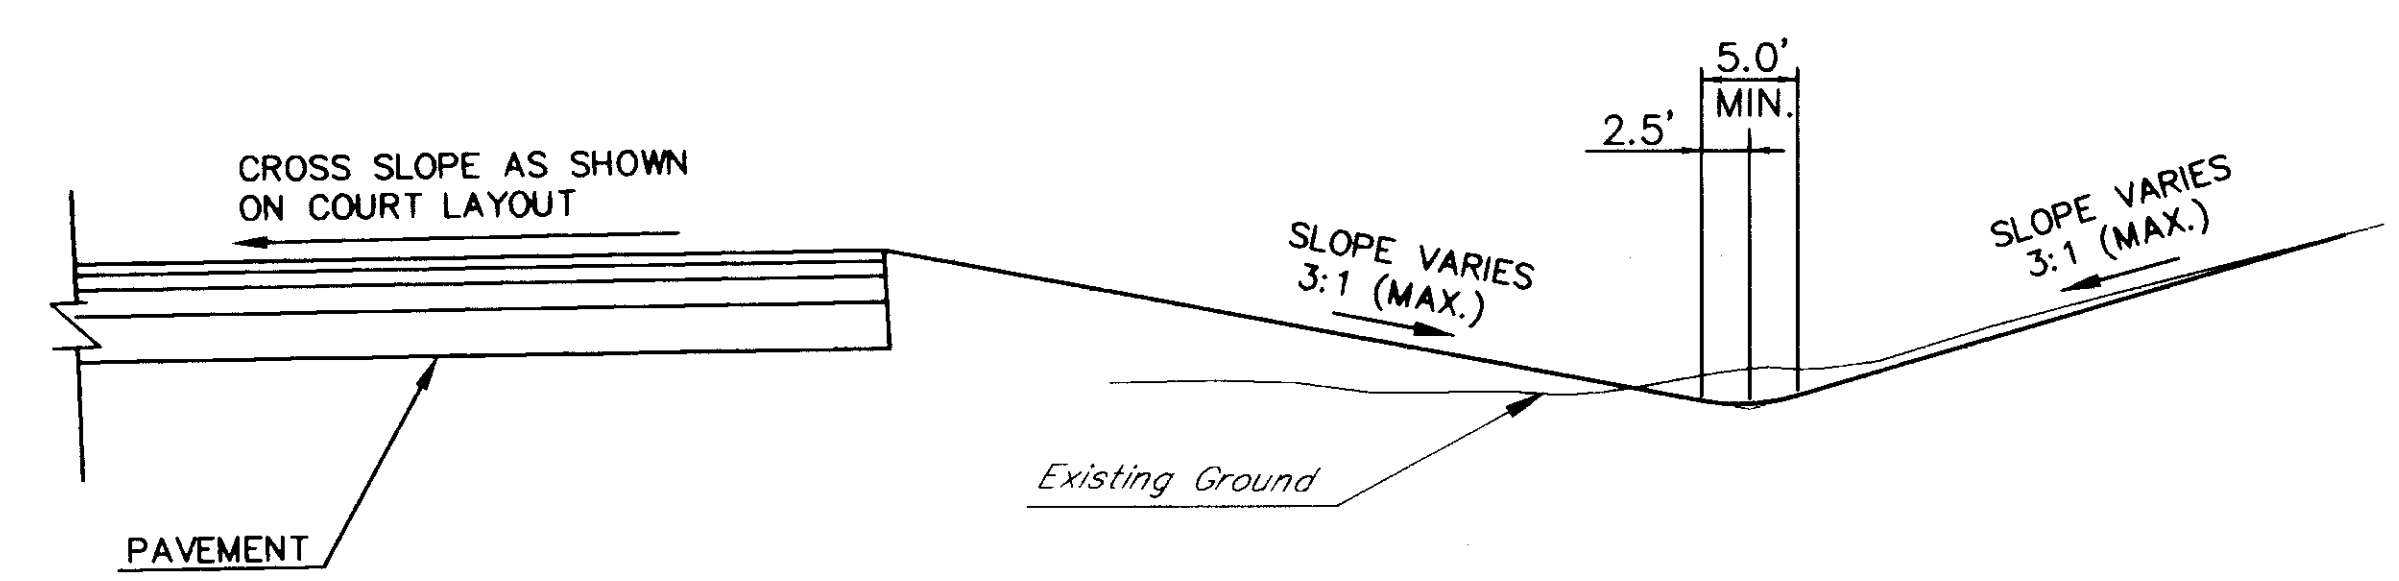 5.0'
MIN.
2.5'
CROSS SLOPE AS SHOWN
ON COURT LAYOUT
SLOPE VARIES
3:1 (MAX.)
SLOPE VARIES
3:1 (MAX.)
Existing Ground
PAVEMENT